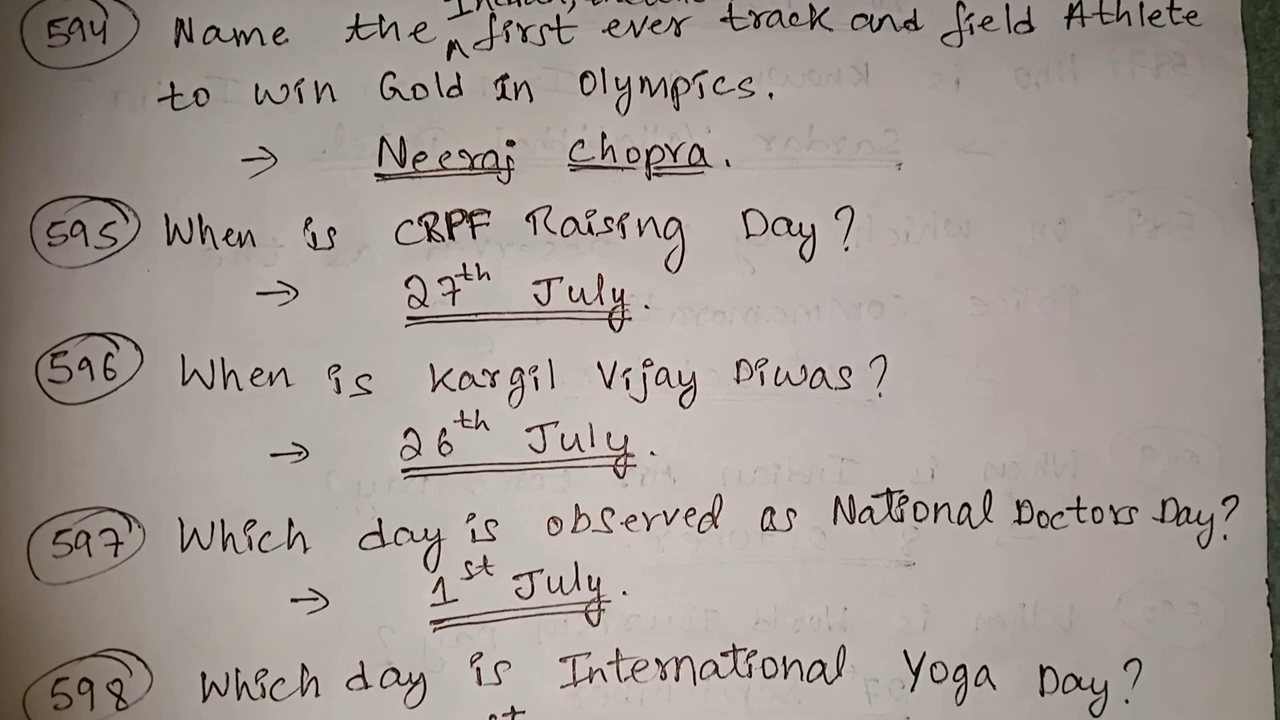 594 Name the ^ first ever track and field Athlete
to win Gold in Olympics.
→ Neeraj Chopra.
595 When is CRPF Raising Day?
→ 27th July.
596 When is Kargil Vijay Diwas?
→ 26th July.
597 Which day is observed as National Doctors Day?
→ 1st July.
598 Which day is International Yoga Day?